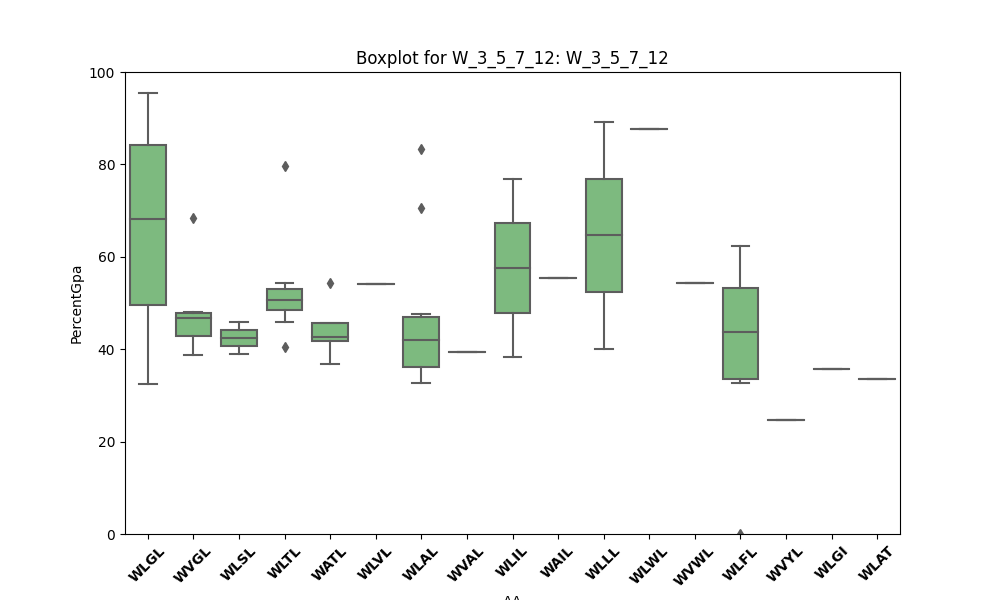 Boxplot for W_3_5_7_12: W_3_5_7_12
PercentGpa
100
80
60
40
20
0
WLGL WVGL WLSL WLTL WATL WLVL WLAL WVAL WLIL WAIL WLLL WLWL WVWL WLFL WVYL WLGI WLAT
AA